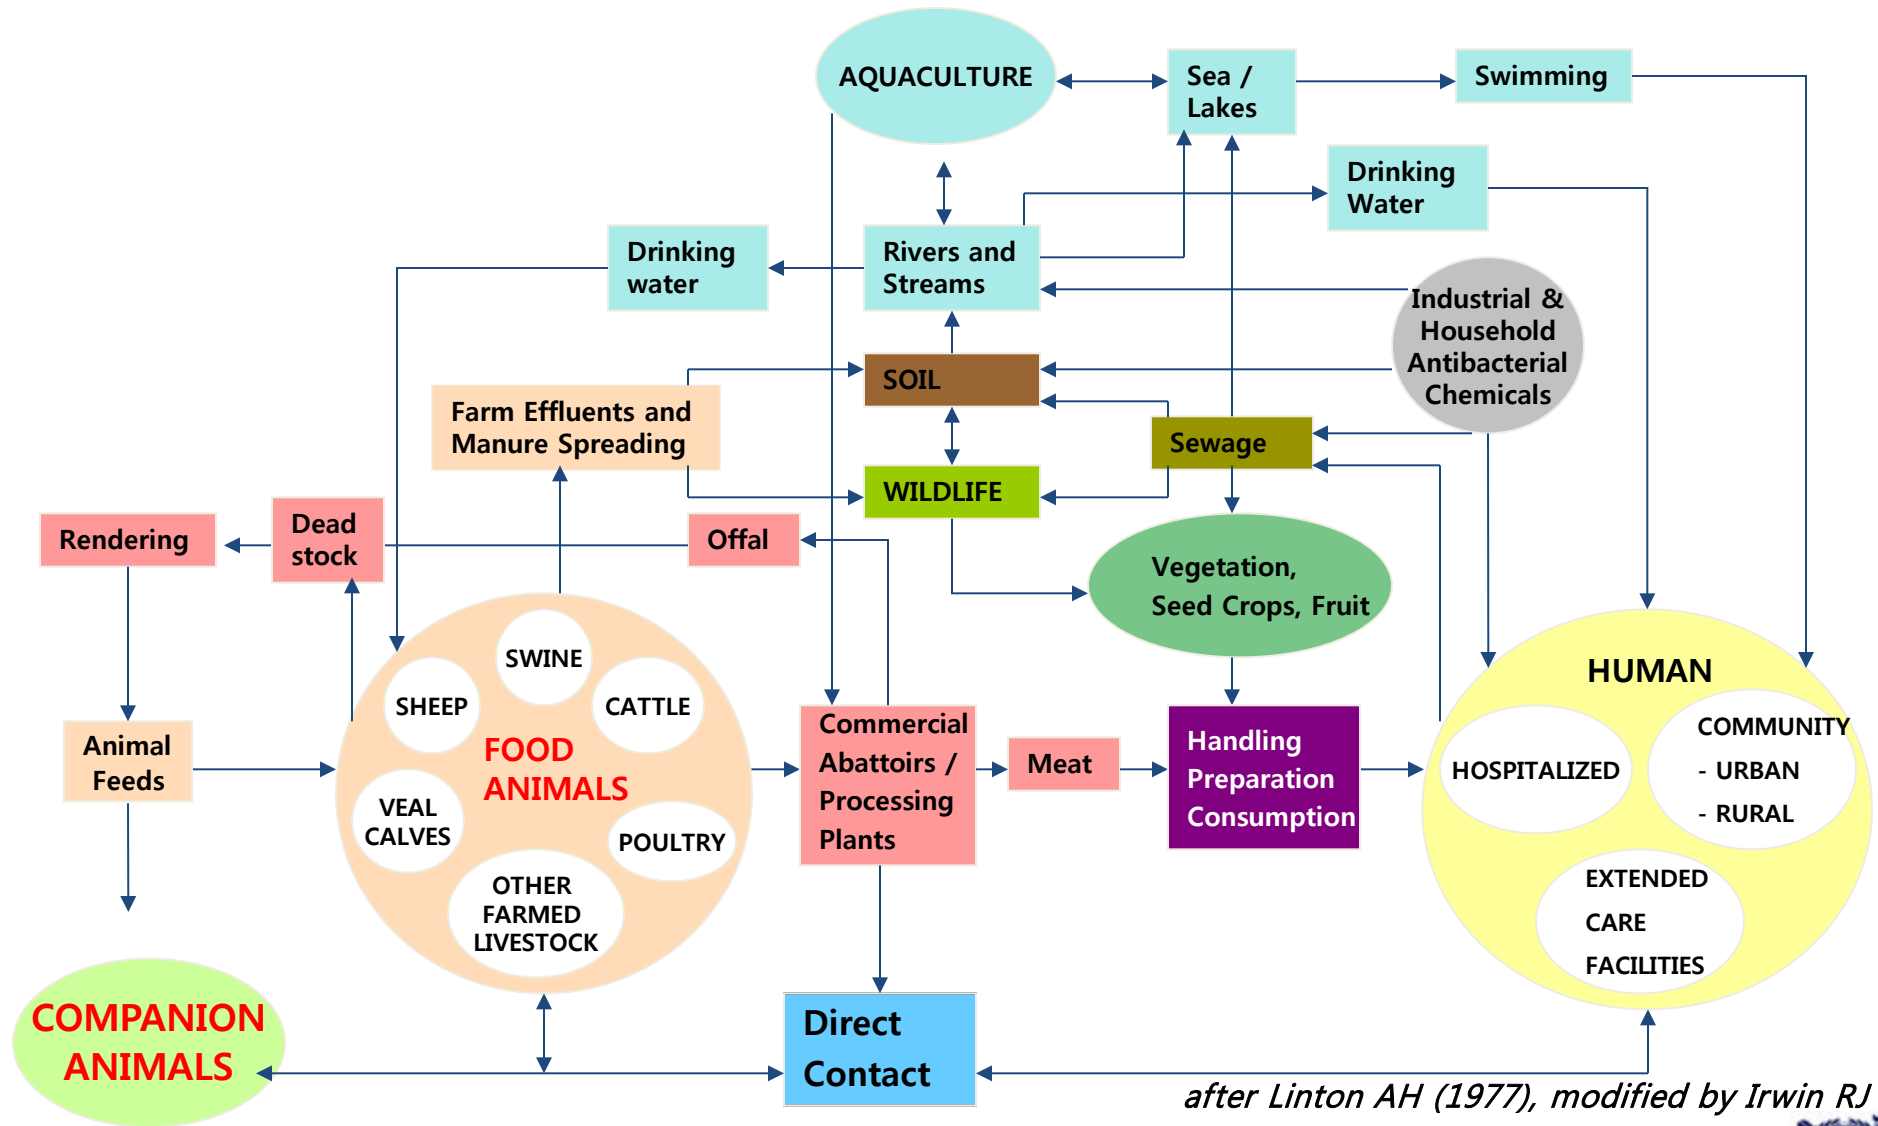 AQUACULTURE
Sea /
Lakes
Swimming
Drinking
Water
Drinking
water
Rivers and
Streams
Industrial &
Household
Antibacterial
Chemicals
SOIL
Farm Effluents and
Manure Spreading
Sewage
WILDLIFE
Rendering
Dead
stock
Offal
Vegetation,
Seed Crops, Fruit
SWINE
SHEEP
CATTLE
FOOD
ANIMALS
VEAL
CALVES
POULTRY
OTHER
FARMED
LIVESTOCK
Animal
Feeds
Commercial
Abattoirs /
Processing
Plants
Meat
Handling
Preparation
Consumption
HUMAN
HOSPITALIZED
COMMUNITY
- URBAN
- RURAL
EXTENDED
CARE
FACILITIES
COMPANION
ANIMALS
Direct
Contact
after Linton AH (1977), modified by Irwin RJ